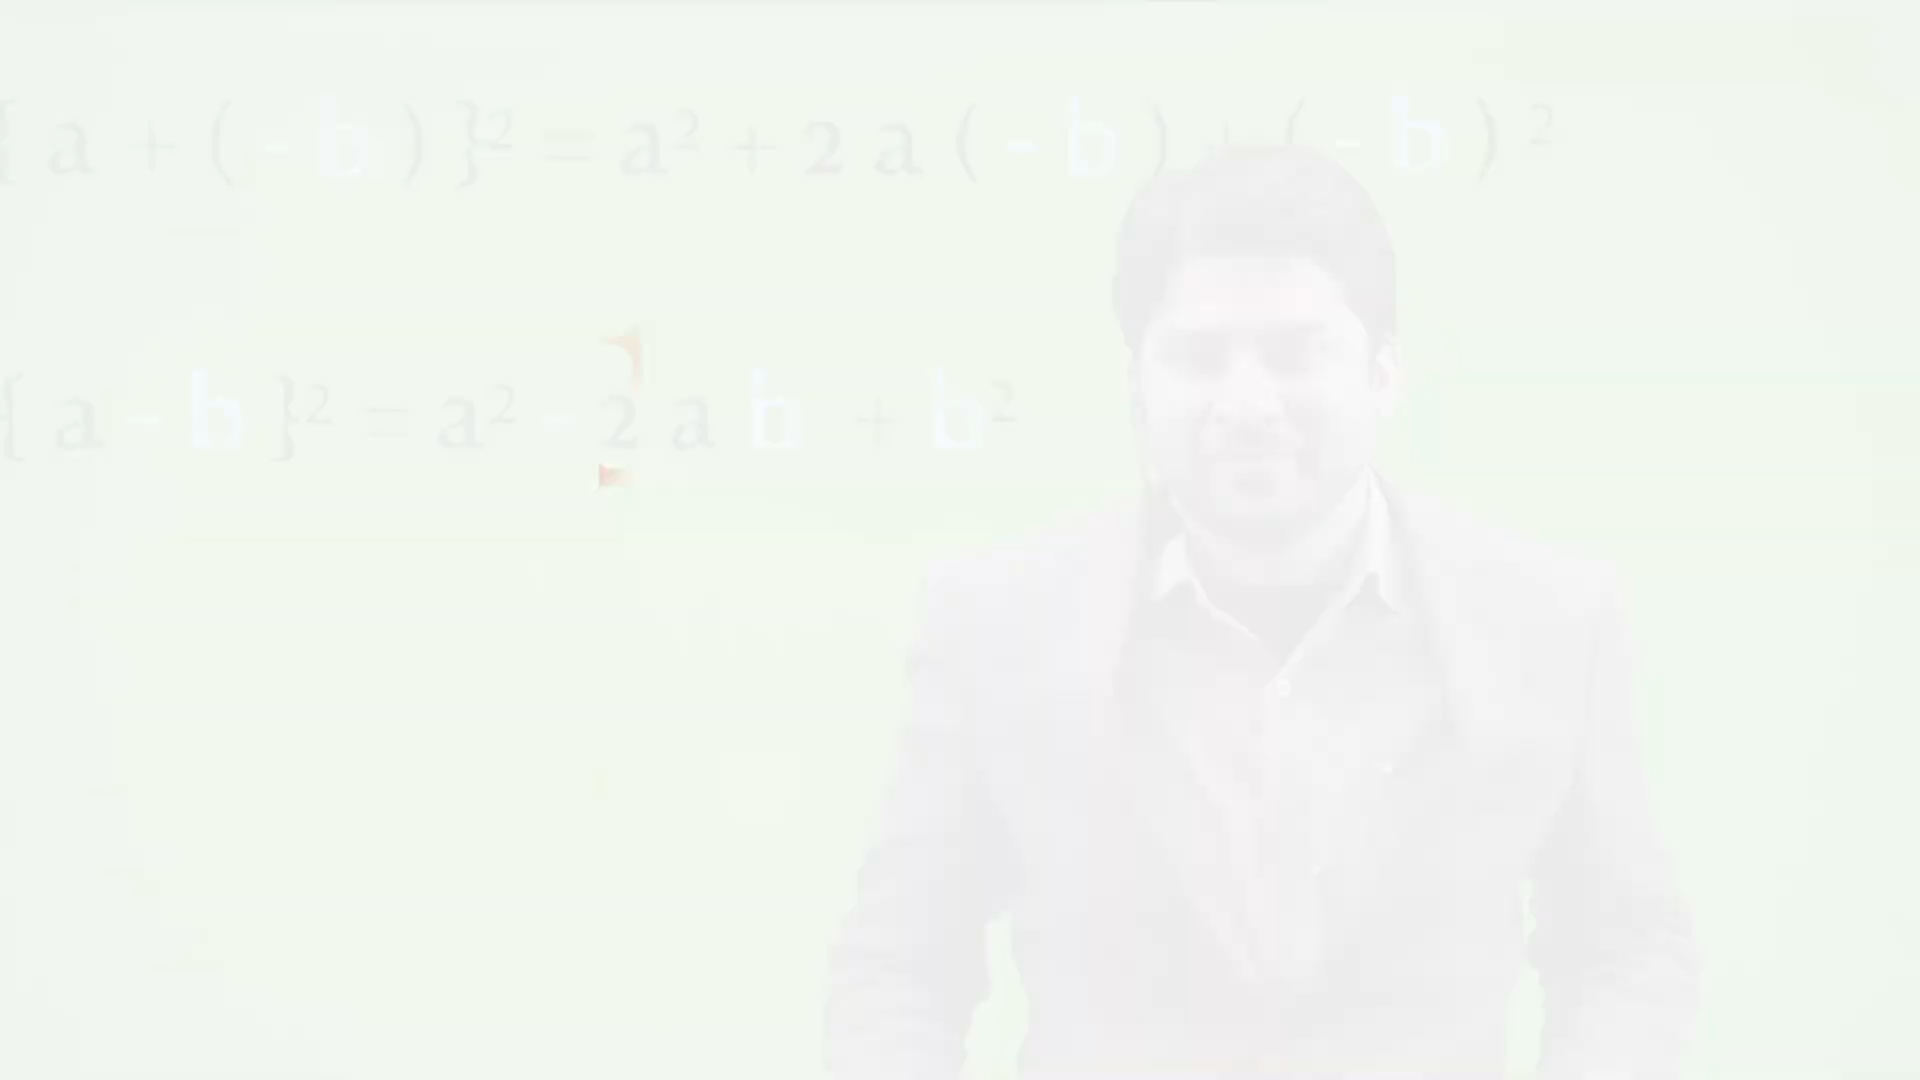 { a + ( - b ) }² = a² + 2 a ( - b ) + ( - b ) ²
{ a - b }² = a² - 2 a b + b²